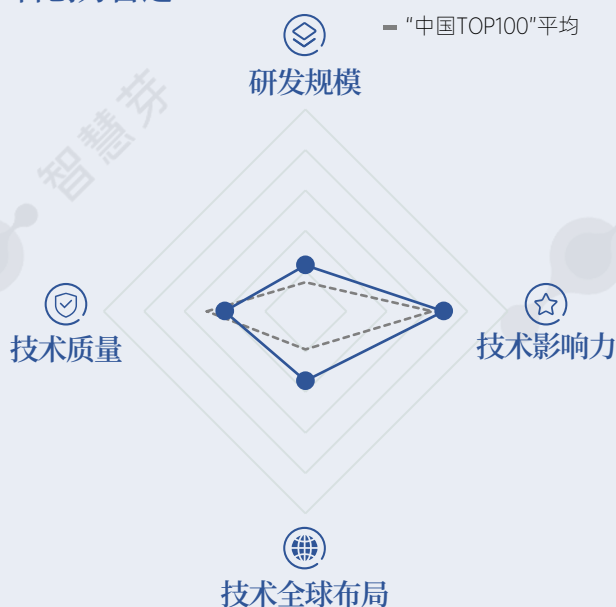 “中国TOP100”平均
研发规模
智慧芽
技术质量
技术影响力
技术全球布局